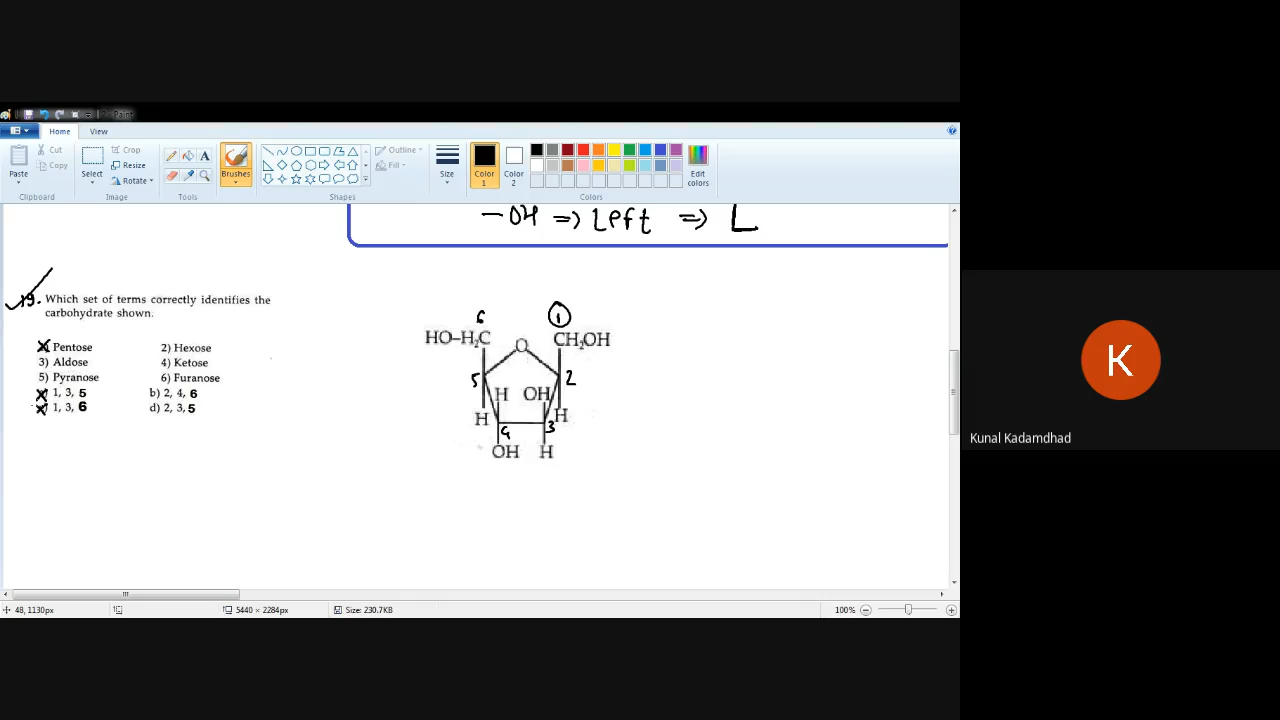 Paint
Home View
Paste
Cut
Copy
Clipboard
Select
Crop
Resize
Rotate
Image
Tools
Brushes
Shapes
Outline
Fill
Size
Color 1
Color 2
Edit colors
Colors
-OH => Left => L
19. Which set of terms correctly identifies the
carbohydrate shown.
Pentose 2) Hexose
3) Aldose 4) Ketose
5) Pyranose 6) Furanose
1, 3, 5 b) 2, 4, 6
1, 3, 6 d) 2, 3, 5
6 1
HO–H₂C O CH₂OH
5 2
H OH
H 4 3 H
OH H
K
Kunal Kadamdhad
48, 1130px 5440 × 2284px Size: 230.7KB 100%